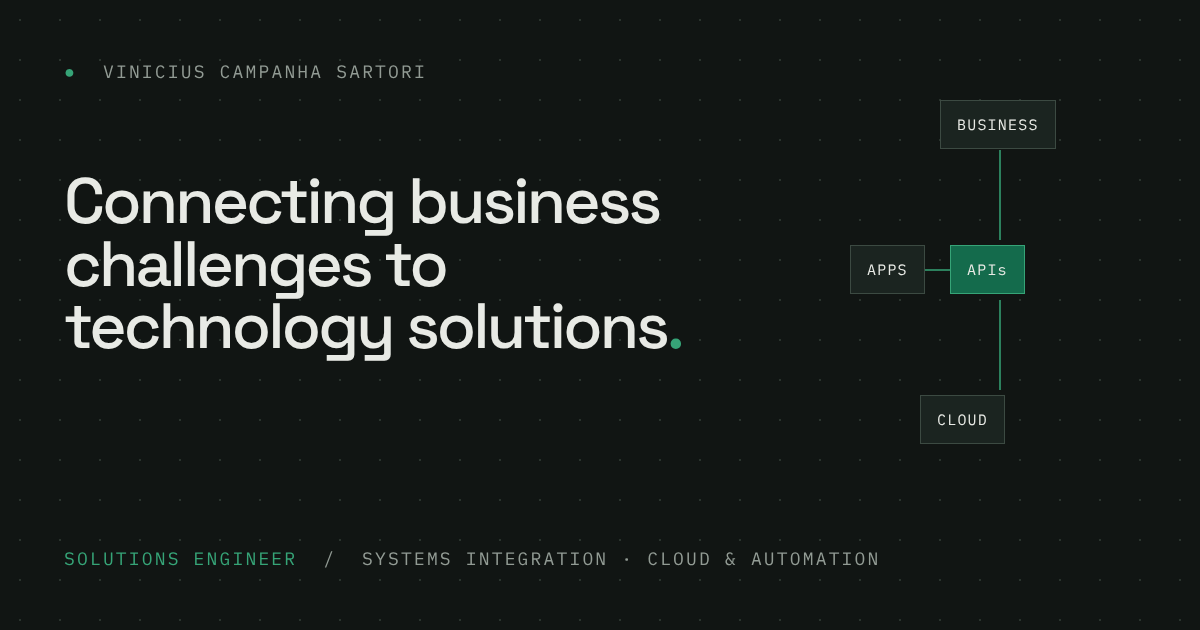 VINICIUS CAMPANHA SARTORI
Connecting business
challenges to
technology solutions.
BUSINESS
APPS
APIs
CLOUD
SOLUTIONS ENGINEER / SYSTEMS INTEGRATION · CLOUD & AUTOMATION